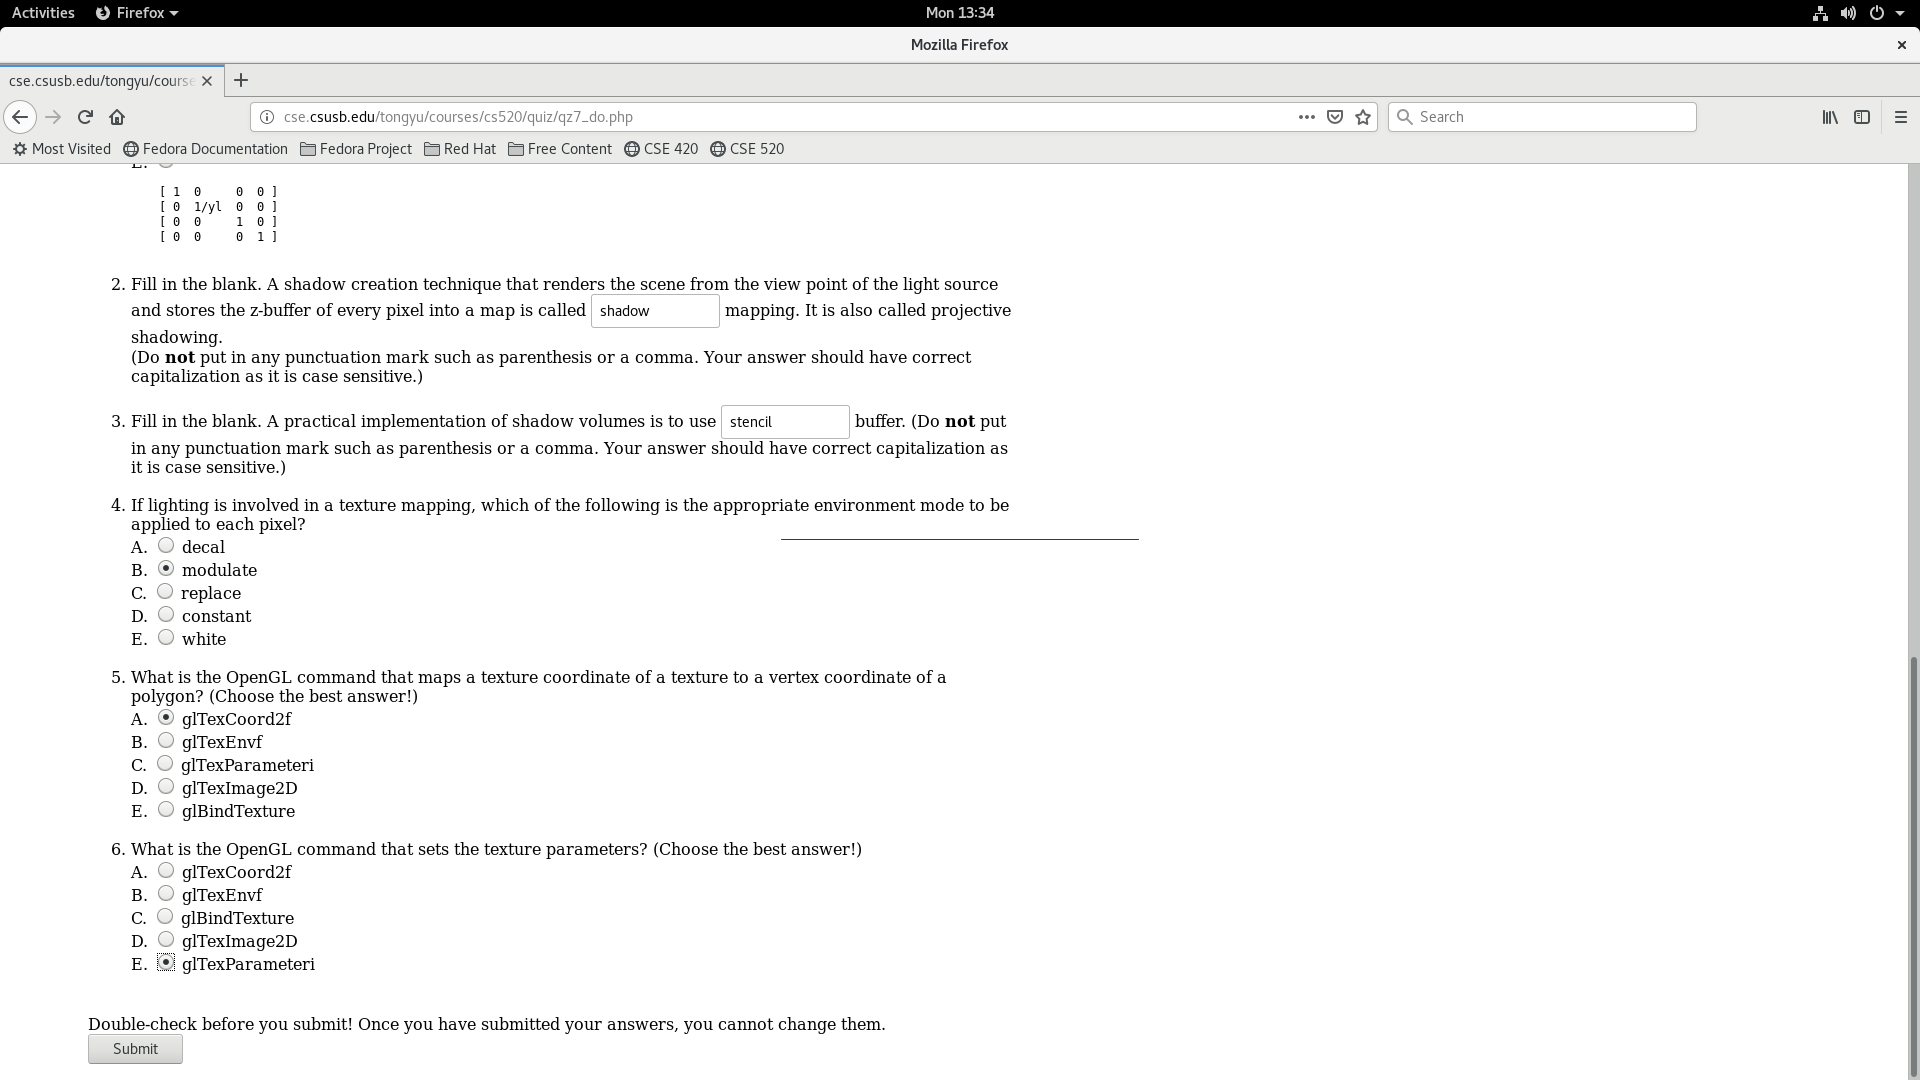 Activities Firefox Mon 13:34
Mozilla Firefox
cse.csusb.edu/tongyu/course
cse.csusb.edu/tongyu/courses/cs520/quiz/qz7_do.php Search
Most Visited Fedora Documentation Fedora Project Red Hat Free Content CSE 420 CSE 520
[ 1 0 0 0 ]
[ 0 1/yl 0 0 ]
[ 0 0 1 0 ]
[ 0 0 0 1 ]
2. Fill in the blank. A shadow creation technique that renders the scene from the view point of the light source
and stores the z-buffer of every pixel into a map is called shadow mapping. It is also called projective
shadowing.
(Do not put in any punctuation mark such as parenthesis or a comma. Your answer should have correct
capitalization as it is case sensitive.)
3. Fill in the blank. A practical implementation of shadow volumes is to use stencil buffer. (Do not put
in any punctuation mark such as parenthesis or a comma. Your answer should have correct capitalization as
it is case sensitive.)
4. If lighting is involved in a texture mapping, which of the following is the appropriate environment mode to be
applied to each pixel?
A. decal
B. modulate
C. replace
D. constant
E. white
5. What is the OpenGL command that maps a texture coordinate of a texture to a vertex coordinate of a
polygon? (Choose the best answer!)
A. glTexCoord2f
B. glTexEnvf
C. glTexParameteri
D. glTexImage2D
E. glBindTexture
6. What is the OpenGL command that sets the texture parameters? (Choose the best answer!)
A. glTexCoord2f
B. glTexEnvf
C. glBindTexture
D. glTexImage2D
E. glTexParameteri
Double-check before you submit! Once you have submitted your answers, you cannot change them.
Submit